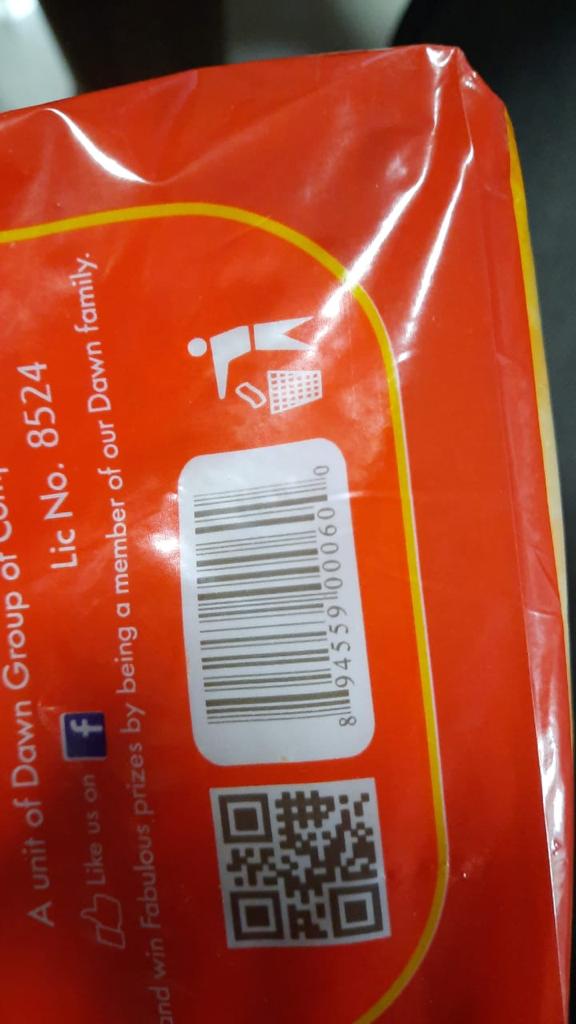 A unit of Dawn Group of
Lic No. 8524
Like us on f
and win Fabulous prizes by being a member of our Dawn family.
8 94559 00060 0